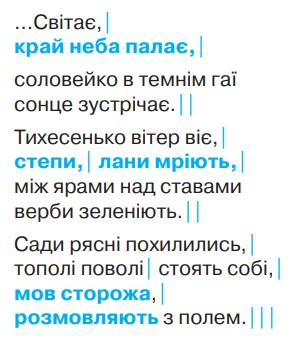 ...Світає,|
край неба палає,|
соловейко в темнім гаї
сонце зустрічає.||
Тихесенько вітер віє,|
степи,| лани мріють,|
між ярами над ставами
верби зеленіють.||
Сади рясні похилились,|
тополі поволі| стоять собі,|
мов сторожа,|
розмовляють з полем.|||